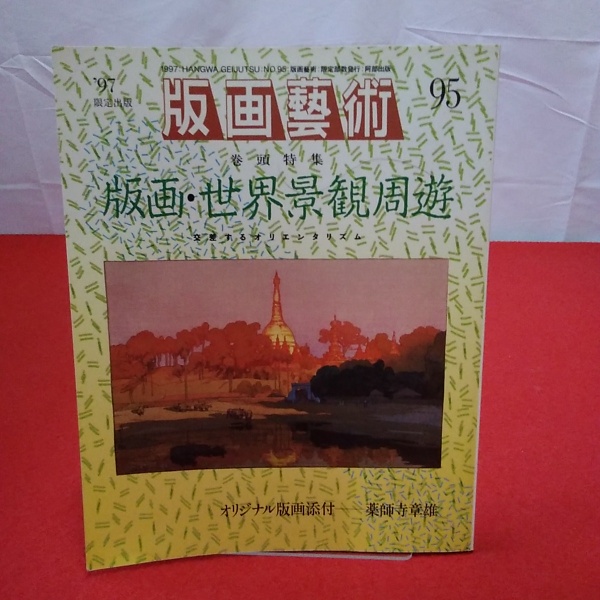 1997:HANGWA GEIJUTSU:NO.95:版画藝術:限定部数発行:阿部出版
'97
限定出版
版画藝術
95
巻頭特集
版画・世界景観周遊
交差するオリエンタリズム
オリジナル版画添付──薬師寺章雄